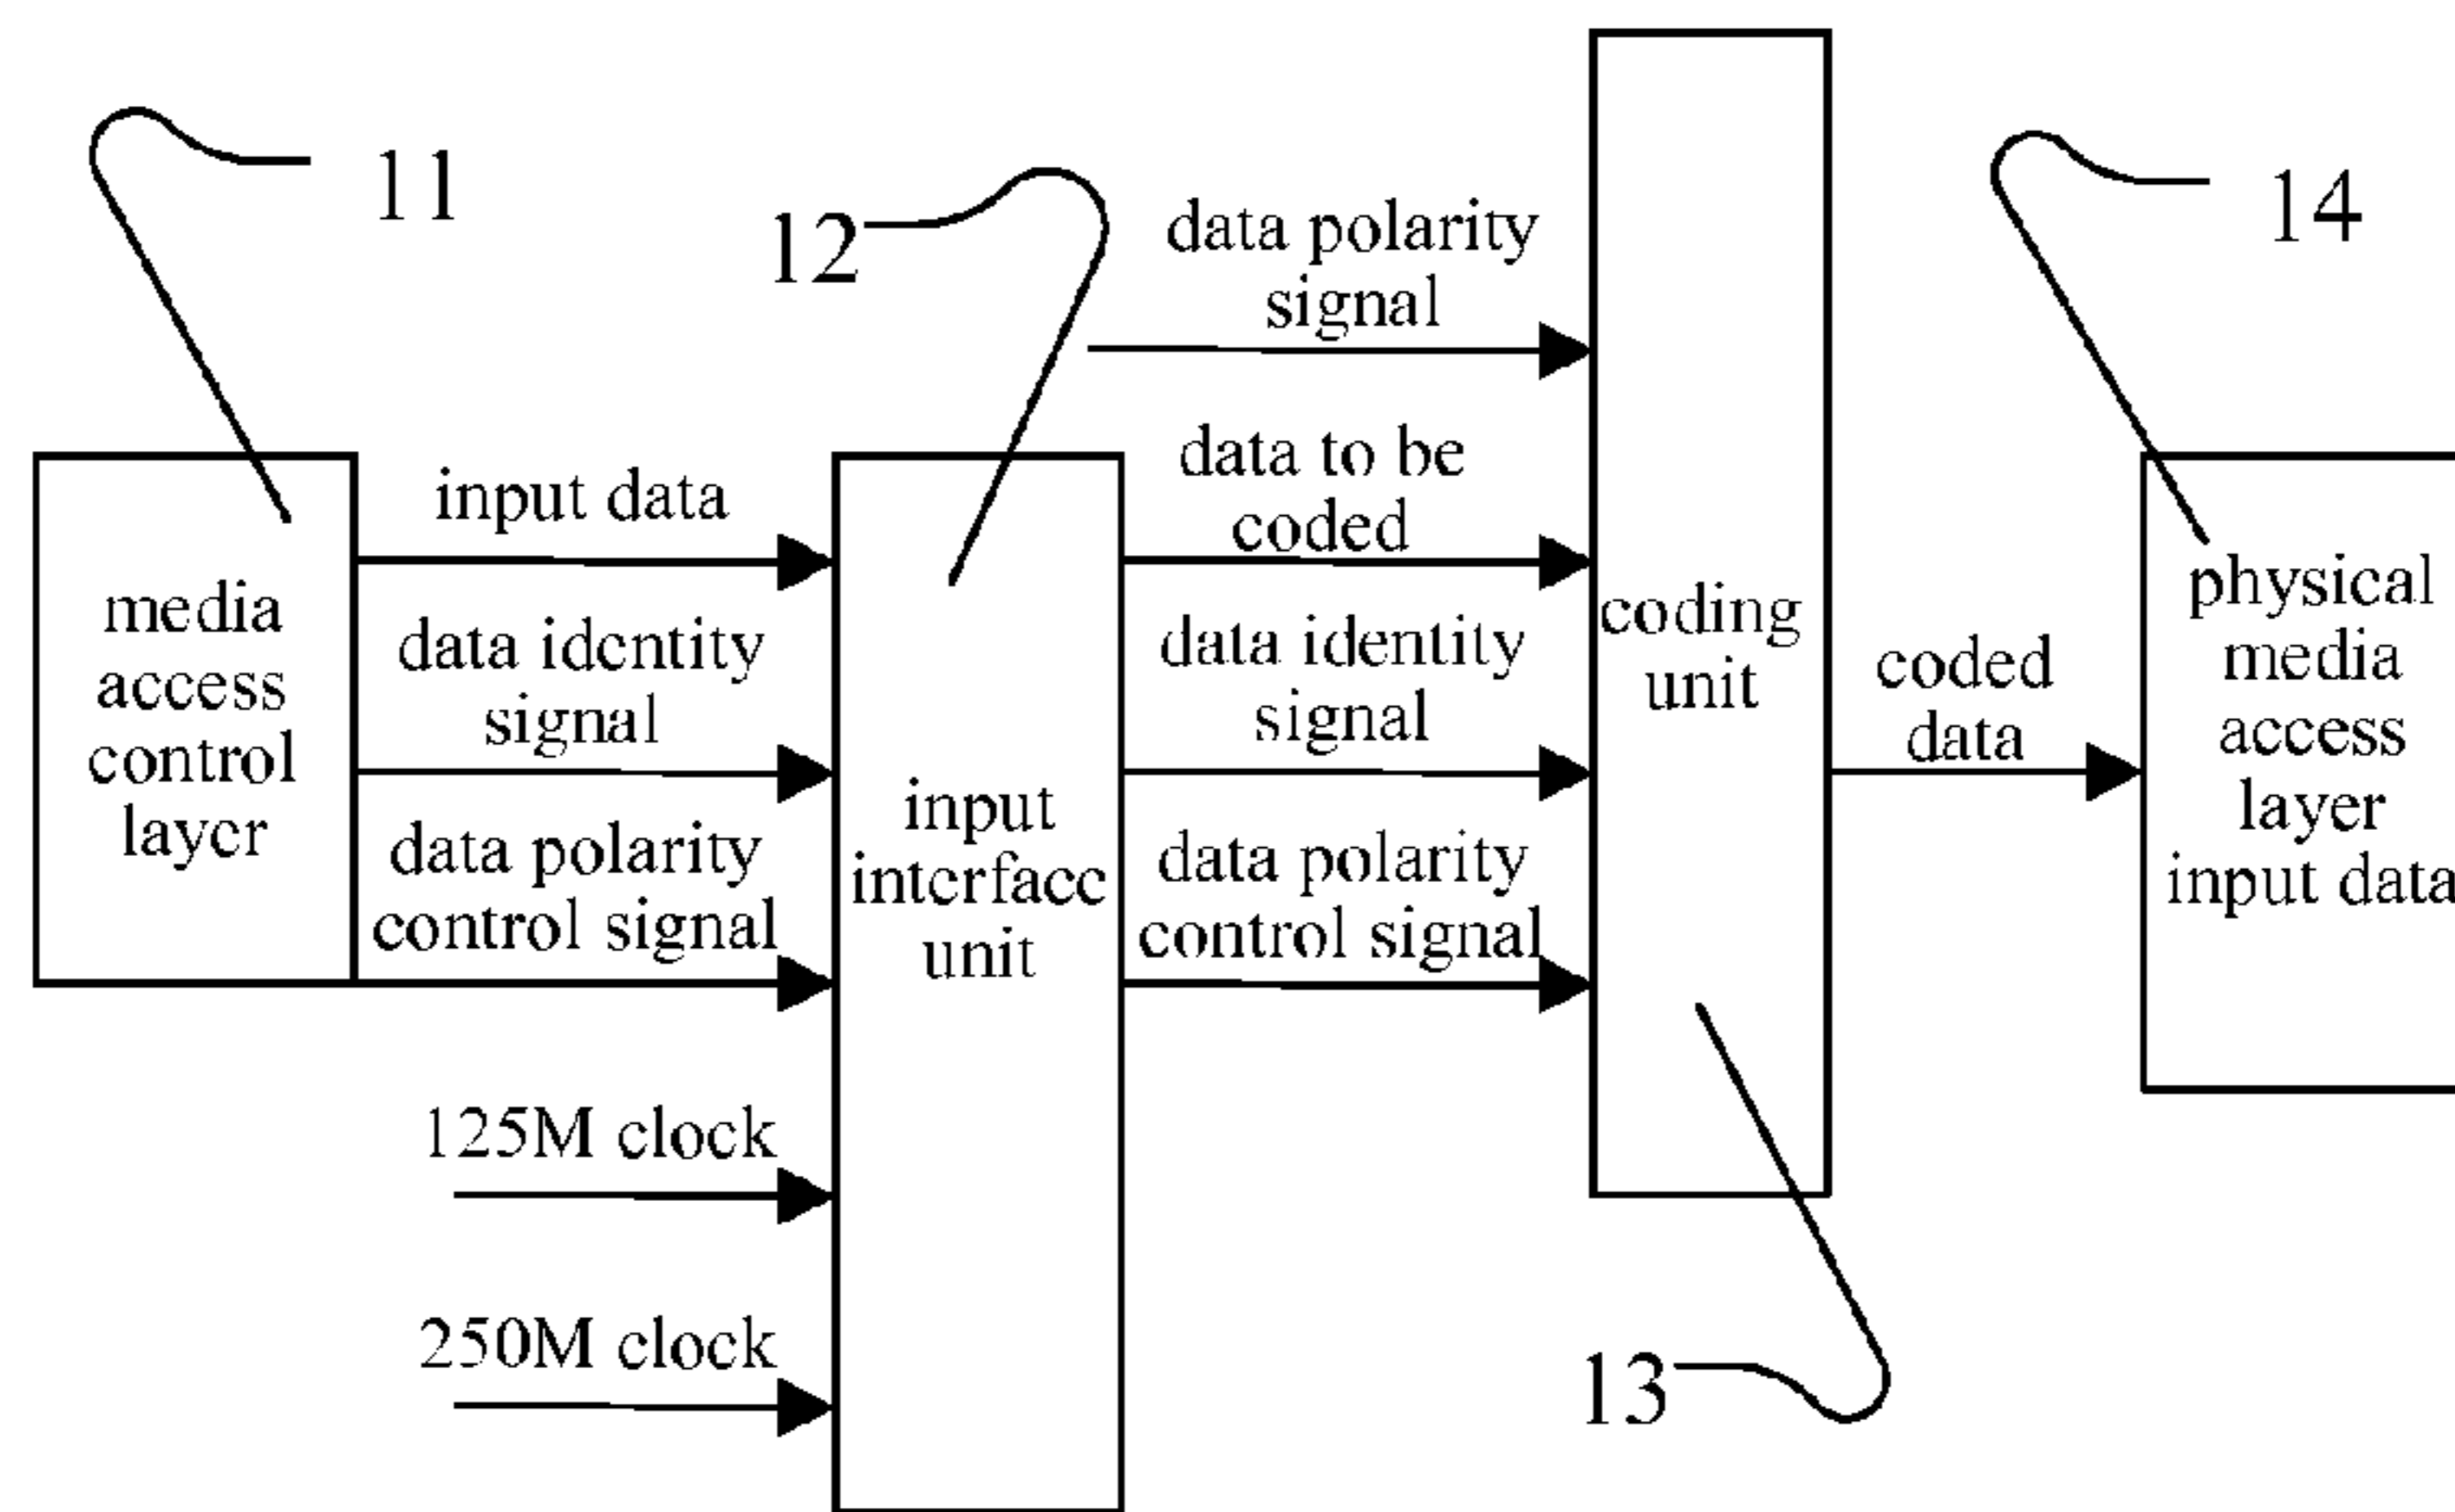 11
12
data polarity
signal
14
data to be
coded
input data
media
access
control
layer
data identity
signal
data polarity
control signal
input
interface
unit
data identity
signal
data polarity
control signal
coding
unit
coded
data
physical
media
access
layer
input data
125M clock
250M clock
13